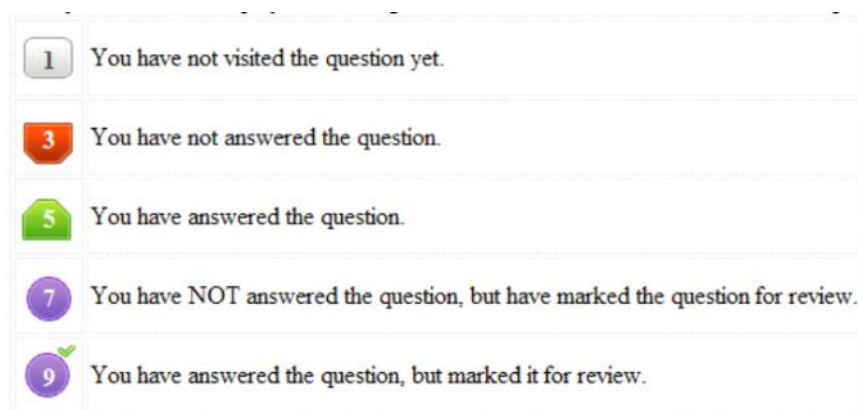 1 You have not visited the question yet.
3 You have not answered the question.
5 You have answered the question.
7 You have NOT answered the question, but have marked the question for review.
9 You have answered the question, but marked it for review.